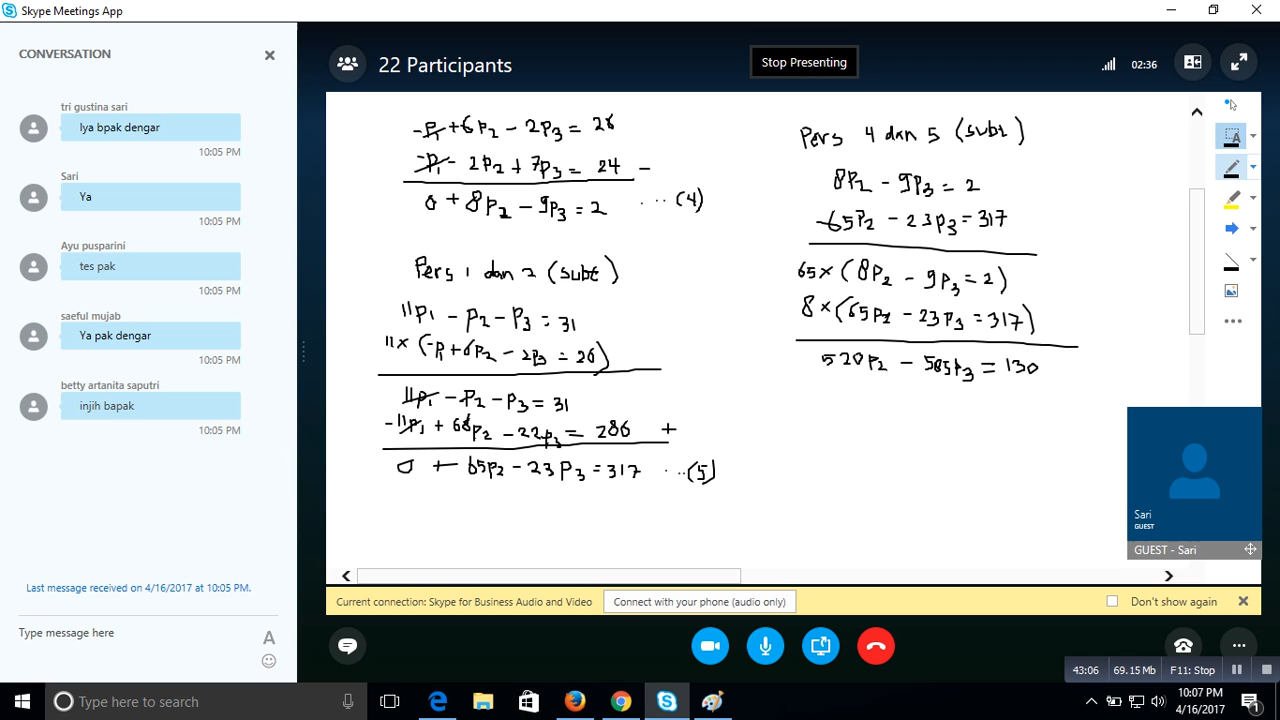 Skype Meetings App
CONVERSATION
tri gustina sari
Iya bpak dengar
10:05 PM
Sari
Ya
10:05 PM
Ayu pusparini
tes pak
10:05 PM
saeful mujab
Ya pak dengar
10:05 PM
betty artanita saputri
injih bapak
10:05 PM
Last message received on 4/16/2017 at 10:05 PM.
Type message here
A
22 Participants
Stop Presenting
02:36
-P1 + 6P2 - 2P3 = 26
-P1 - 2P2 + 7P3 = 24 -
0 + 8P2 - 9P3 = 2 ... (4)
Pers 1 dan 2 (subt)
11P1 - P2 - P3 = 31
11 x (-P1 + 6P2 - 2P3 = 26)
11P1 - P2 - P3 = 31
-11P1 + 66P2 - 22P3 = 286 +
0 + 65P2 - 23P3 = 317 ... (5)
Pers 4 dan 5 (subt)
8P2 - 9P3 = 2
65P2 - 23P3 = 317
65 x (8P2 - 9P3 = 2)
8 x (65P2 - 23P3 = 317)
520P2 - 585P3 = 130
Sari
GUEST
GUEST - Sari
Current connection: Skype for Business Audio and Video
Connect with your phone (audio only)
Don't show again
43:06
69.15 Mb
F11: Stop
Type here to search
10:07 PM
4/16/2017
1